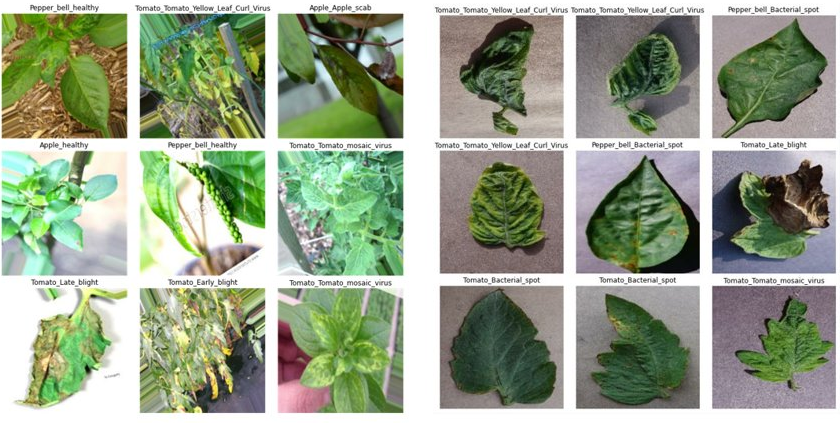 Pepper_bell_healthy
Tomato_Tomato_Yellow_Leaf_Curl_Virus
Apple_Apple_scab
Tomato_Tomato_Yellow_Leaf_Curl_Virus
Tomato_Tomato_Yellow_Leaf_Curl_Virus
Pepper_bell_Bacterial_spot
Apple_healthy
Pepper_bell_healthy
Tomato_Tomato_mosaic_virus
Tomato_Tomato_Yellow_Leaf_Curl_Virus
Pepper_bell_Bacterial_spot
Tomato_Late_blight
Tomato_Late_blight
Tomato_Early_blight
Tomato_Tomato_mosaic_virus
Tomato_Bacterial_spot
Tomato_Bacterial_spot
Tomato_Tomato_mosaic_virus